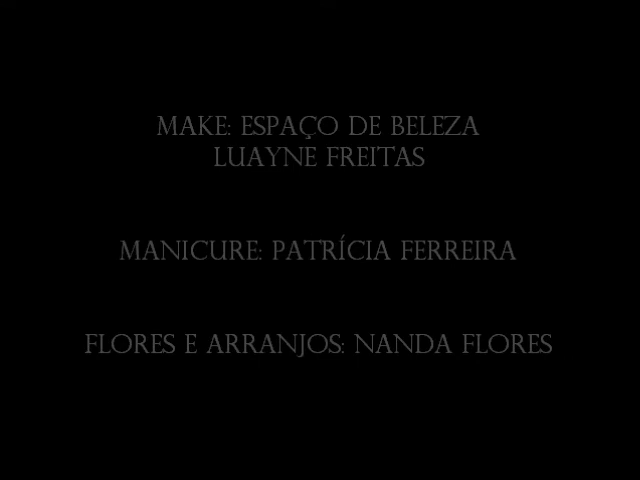 MAKE: ESPAÇO DE BELEZA
LUAYNE FREITAS
MANICURE: PATRÍCIA FERREIRA
FLORES E ARRANJOS: NANDA FLORES